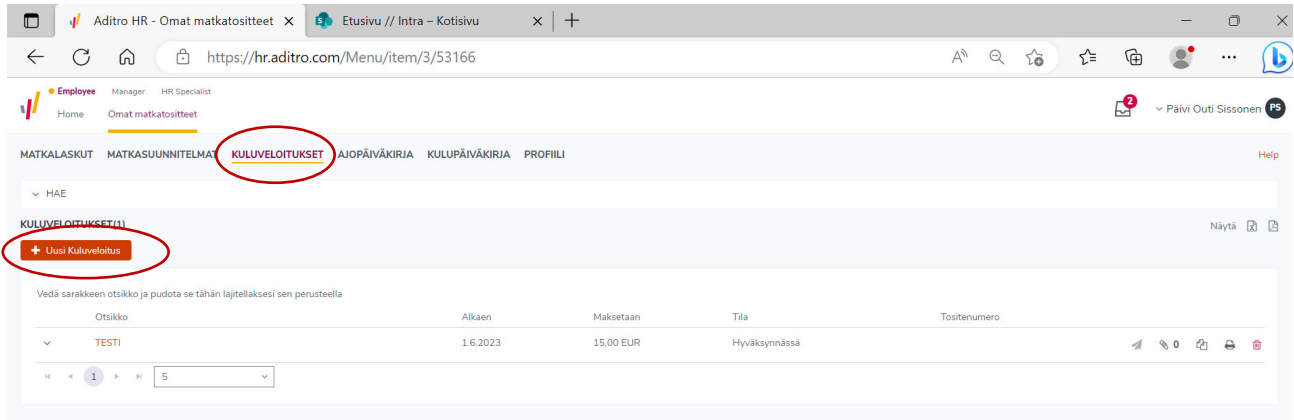 Aditro HR - Omat matkatositteet
Etusivu // Intra – Kotisivu
https://hr.aditro.com/Menu/item/3/53166
Employee Manager HR Specialist
Home Omat matkatositteet
2
Päivi Outi Sissonen PS
MATKALASKUT MATKASUUNNITELMAT KULUVELOITUKSET AJOPÄIVÄKIRJA KULUPÄIVÄKIRJA PROFIILI Help
HAE
KULUVELOITUKSET(1) Näytä
+ Uusi Kuluveloitus
Vedä sarakkeen otsikko ja pudota se tähän lajitellaksesi sen perusteella
Otsikko Alkaen Maksetaan Tila Tositenumero
TESTI 1.6.2023 15,00 EUR Hyväksynnässä 0
1 5